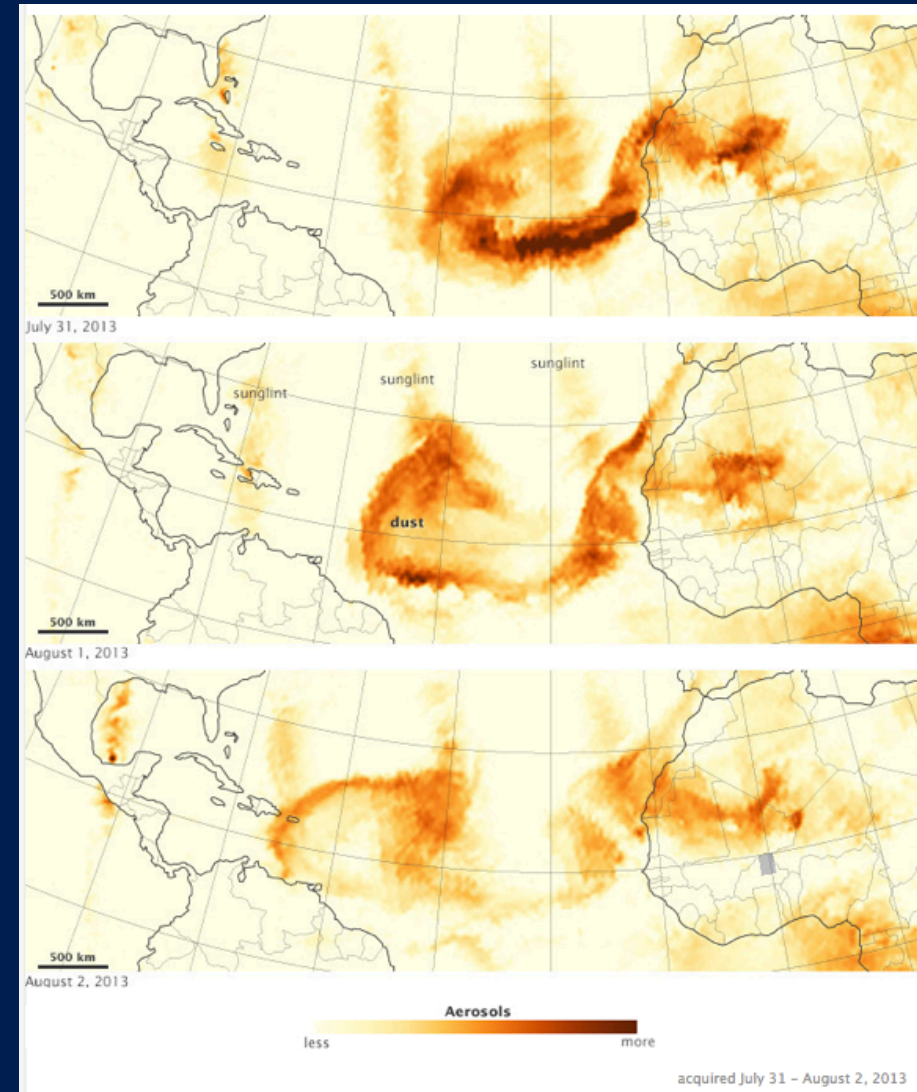 500 km
July 31, 2013
sunglint
sunglint
sunglint
dust
500 km
August 1, 2013
500 km
August 2, 2013
Aerosols
less more
acquired July 31 – August 2, 2013